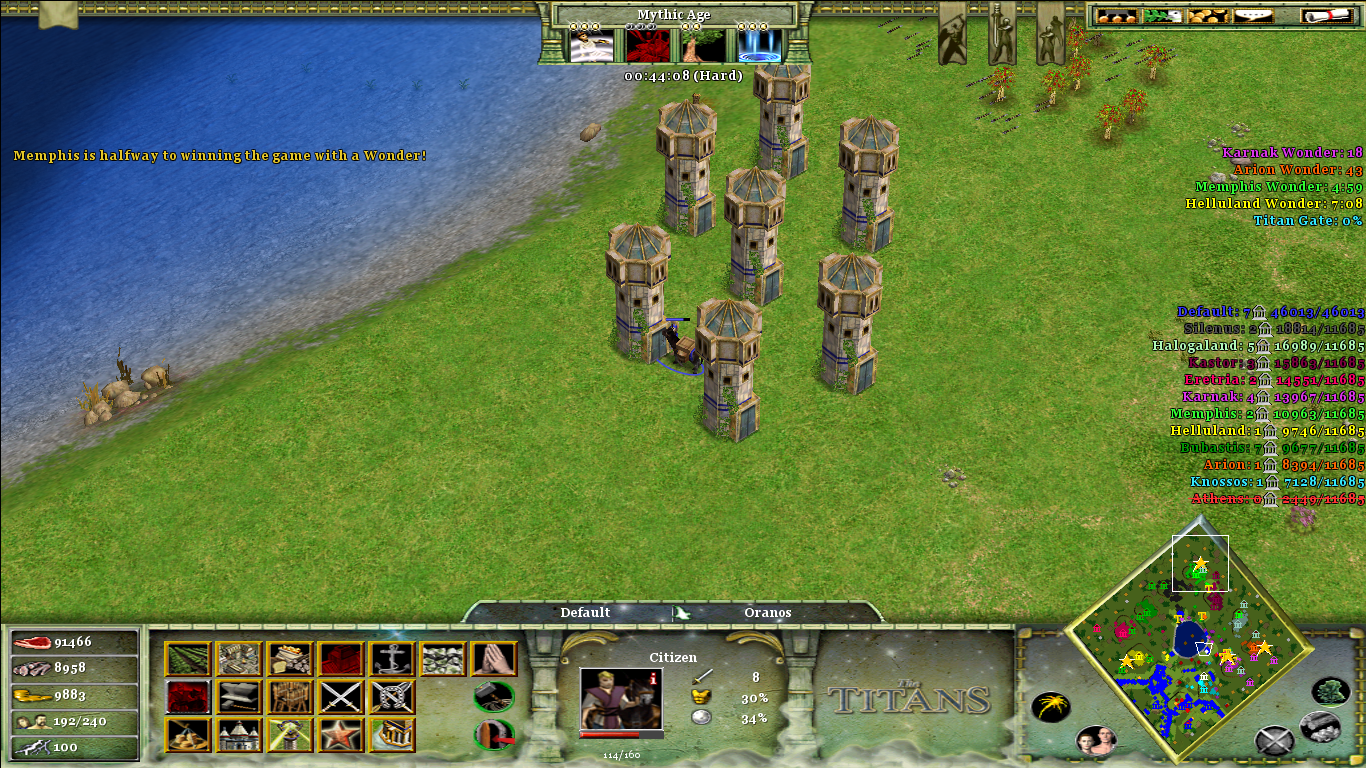 Mythic Age
00:44:08 (Hard)
Memphis is halfway to winning the game with a Wonder!
Karnak Wonder: 18
Arion Wonder: 43
Memphis Wonder: 4:59
Helluland Wonder: 7:08
Titan Gate: 0%
Default: 7 46013/46013
Silenus: 2 18814/11685
Halogaland: 5 16989/11685
Kastor: 3 15863/11685
Eretria: 2 14551/11685
Karnak: 4 13967/11685
Memphis: 2 10963/11685
Helluland: 1 9746/11685
Bubastis: 7 9677/11685
Arion: 1 8394/11685
Knossos: 1 7128/11685
Athens: 0 2449/11685
Default Oranos
91466
8958
9883
192/240
100
Citizen
8
30%
34%
114/160
The TITANS